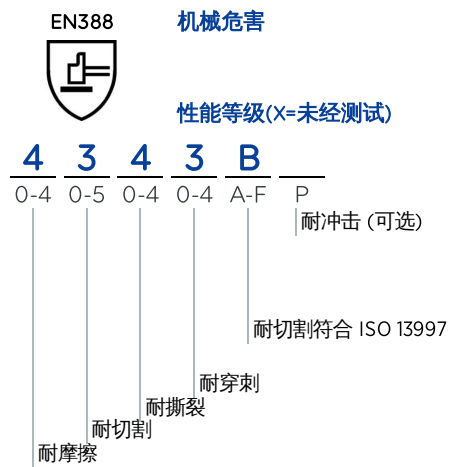 EN388
机械危害
性能等级(X=未经测试)
4 3 4 3 B
0-4 0-5 0-4 0-4 A-F P
耐冲击 (可选)
耐切割符合 ISO 13997
耐穿刺
耐撕裂
耐切割
耐摩擦